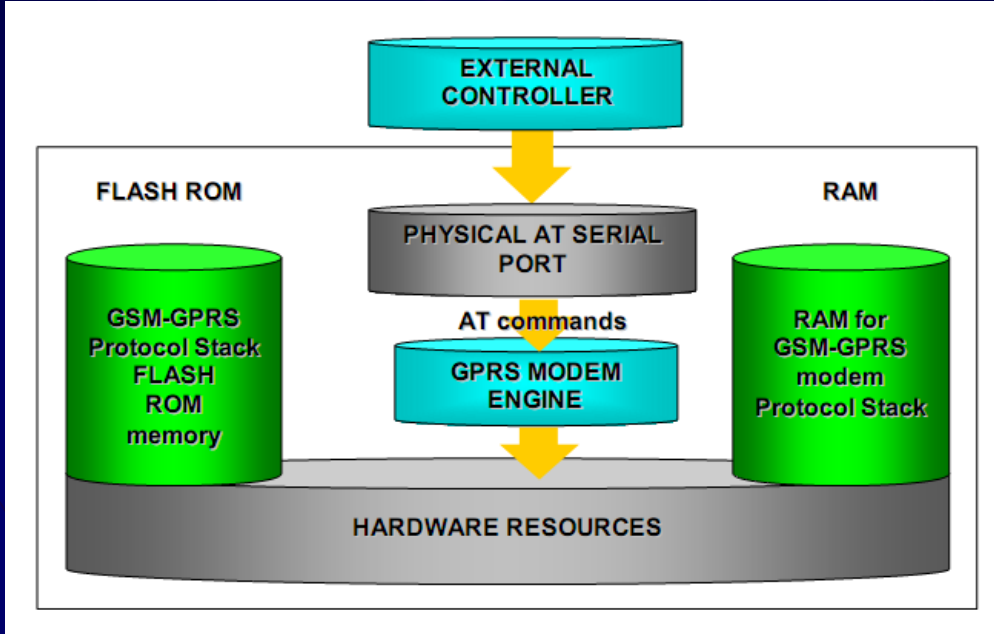 EXTERNAL
CONTROLLER
FLASH ROM
RAM
PHYSICAL AT SERIAL
PORT
GSM-GPRS
Protocol Stack
FLASH
ROM
memory
AT commands
GPRS MODEM
ENGINE
RAM for
GSM-GPRS
modem
Protocol Stack
HARDWARE RESOURCES